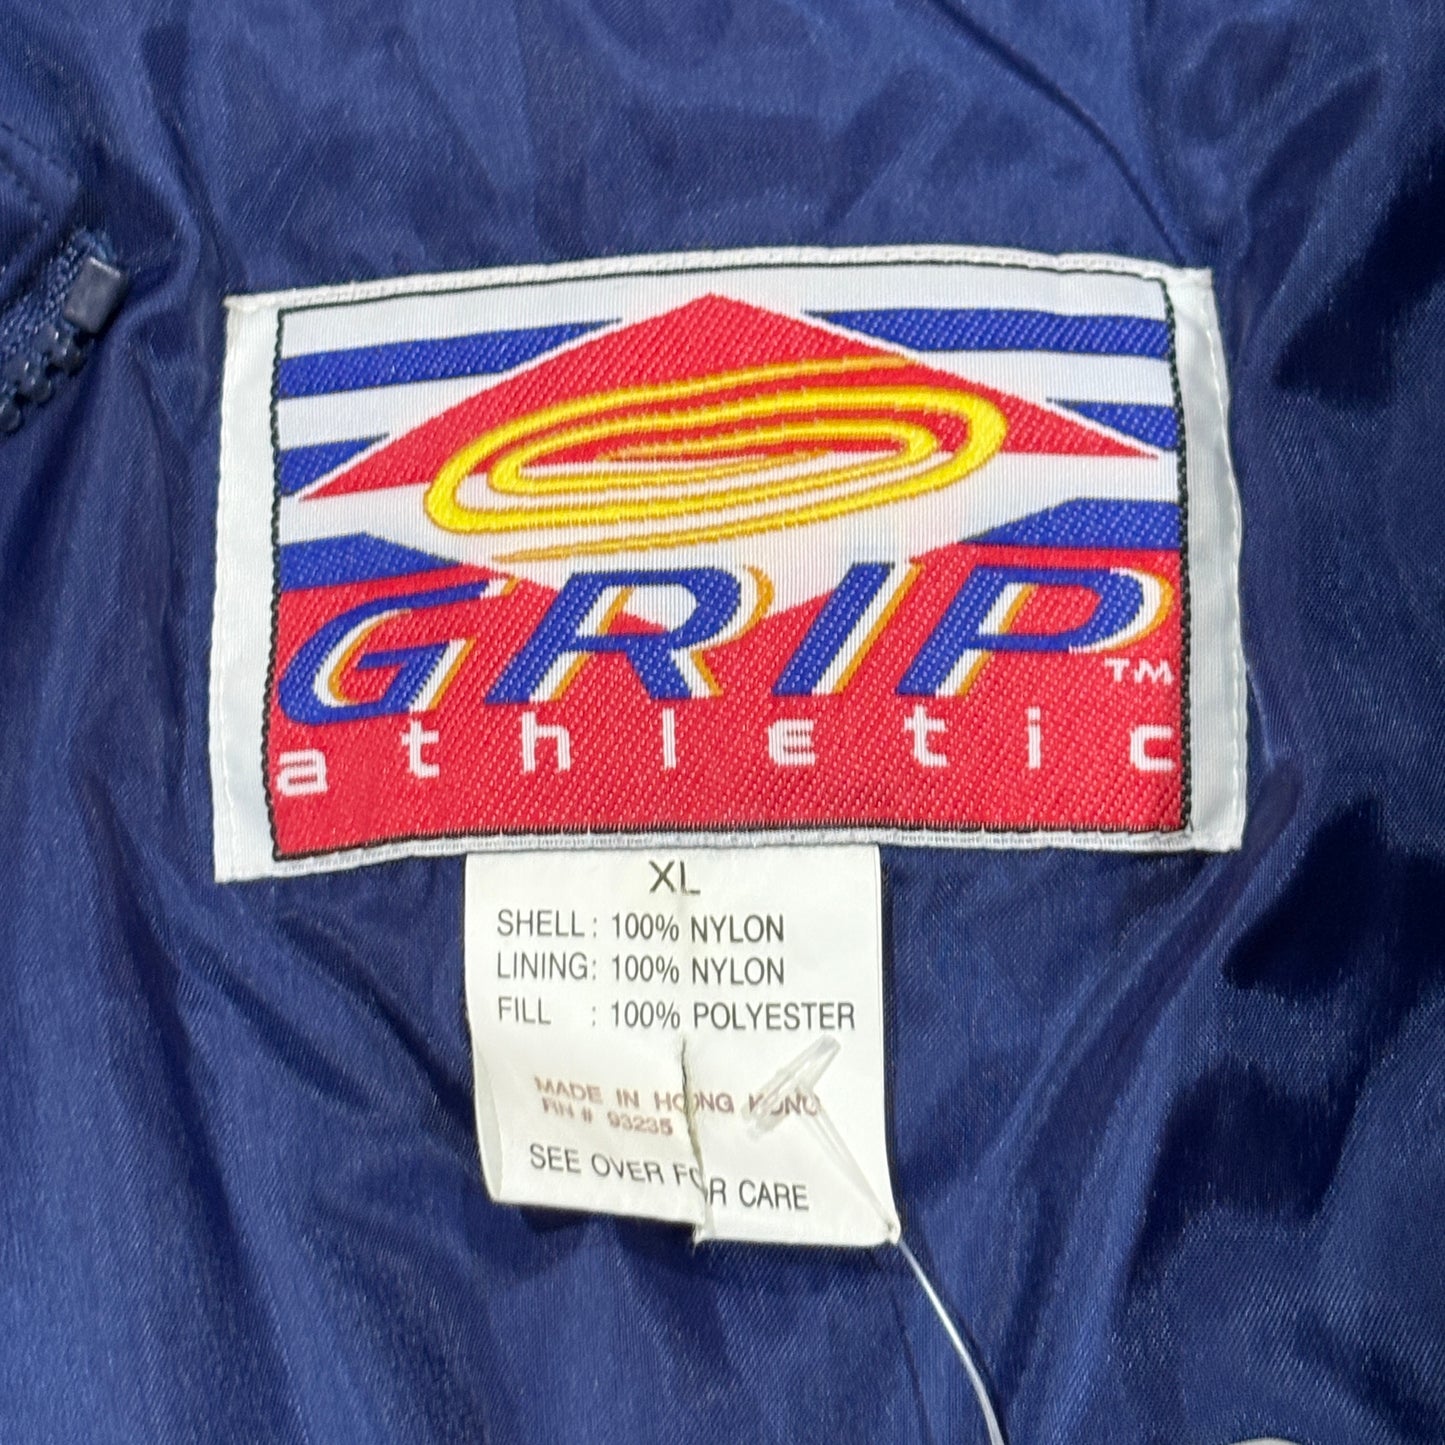 GRIP™
athletic
XL
SHELL: 100% NYLON
LINING: 100% NYLON
FILL : 100% POLYESTER
MADE IN HONG KONG
RN # 93235
SEE OVER FOR CARE